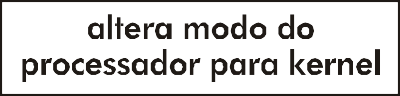 altera modo do
processador para kernel